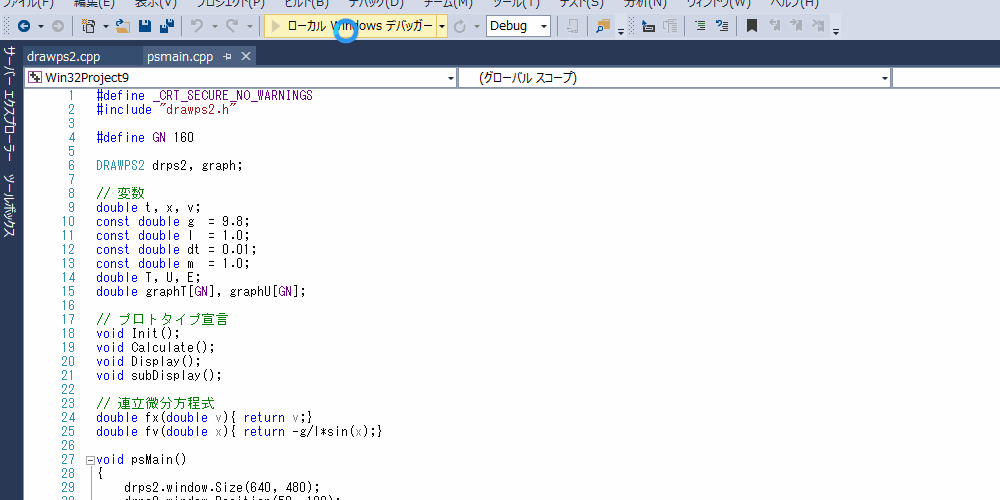 ファイル(F) 編集(E) 表示(V) プロジェクト(P) ビルド(B) デバッグ(D) チーム(M) ツール(T) テスト(S) 分析(N) ウィンドウ(W) ヘルプ(H)
ローカル Windows デバッガー Debug
サーバー エクスプローラー ツールボックス
drawps2.cpp psmain.cpp
Win32Project9 (グローバル スコープ)
1 #define _CRT_SECURE_NO_WARNINGS
2 #include "drawps2.h"
3
4 #define GN 160
5
6 DRAWPS2 drps2, graph;
7
8 // 変数
9 double t, x, v;
10 const double g = 9.8;
11 const double l = 1.0;
12 const double dt = 0.01;
13 const double m = 1.0;
14 double T, U, E;
15 double graphT[GN], graphU[GN];
16
17 // プロトタイプ宣言
18 void Init();
19 void Calculate();
20 void Display();
21 void subDisplay();
22
23 // 連立微分方程式
24 double fx(double v){ return v;}
25 double fv(double x){ return -g/l*sin(x);}
26
27 void psMain()
28 {
29 drps2.window.Size(640, 480);